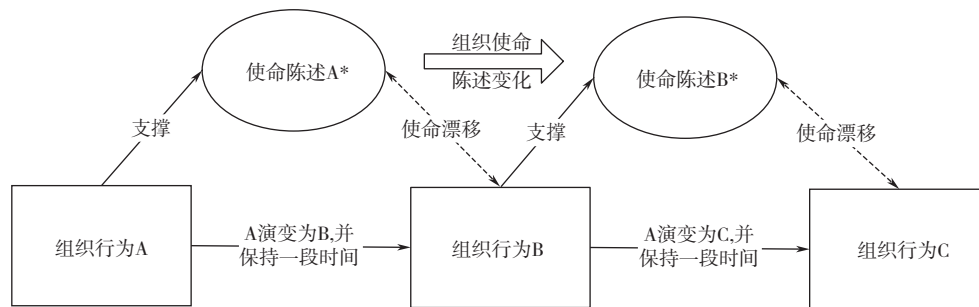 组织使命
使命陈述A*
使命陈述B*
陈述变化
支撑
使命漂移
支撑
使命漂移
A演变为B,并
A演变为C,并
组织行为A
组织行为B
组织行为C
保持一段时间
保持一段时间